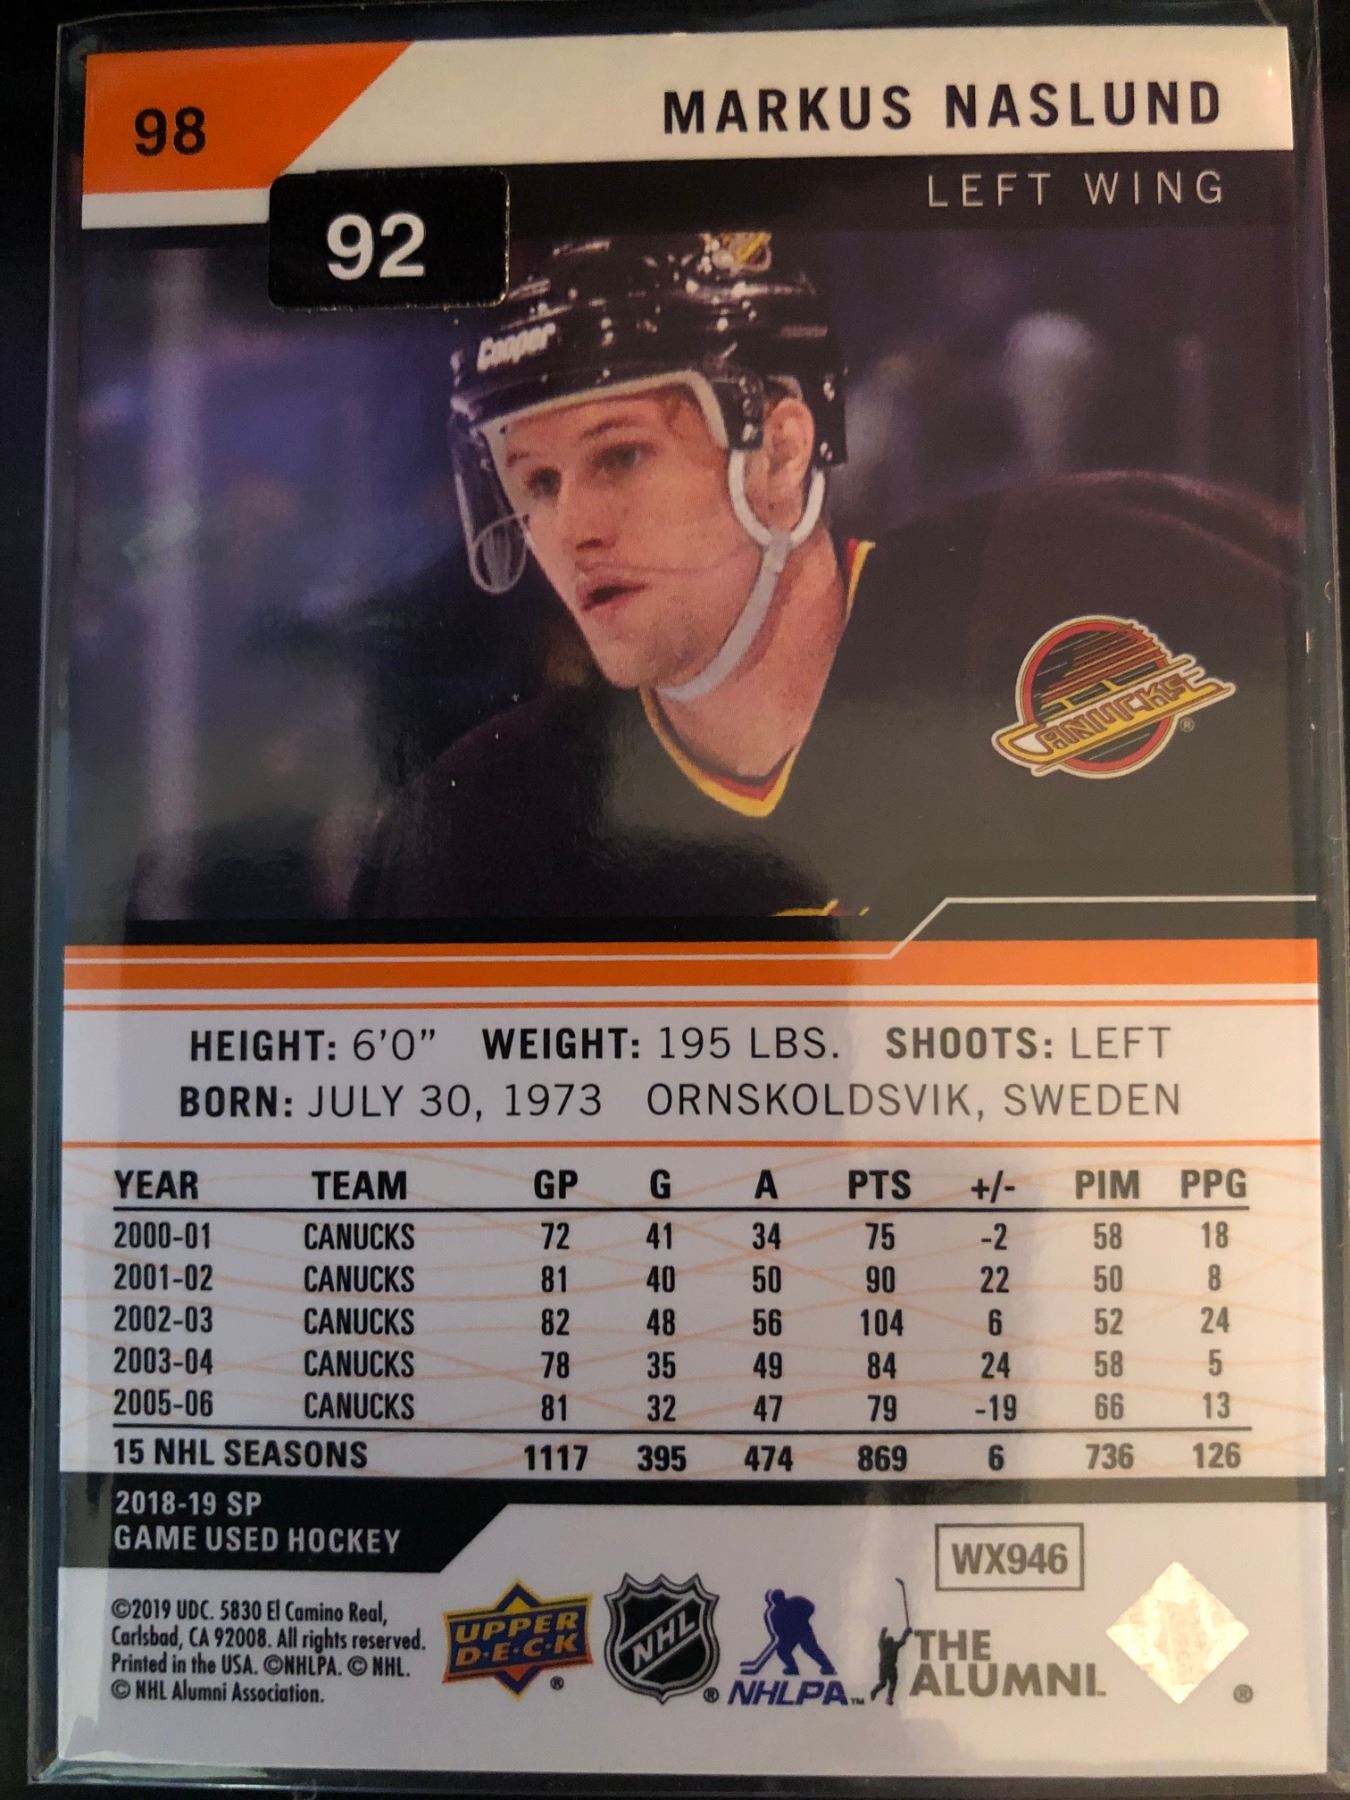 98
MARKUS NASLUND
LEFT WING
92
Cooper
CANUCKS ®
HEIGHT: 6'0" WEIGHT: 195 LBS. SHOOTS: LEFT
BORN: JULY 30, 1973 ORNSKOLDSVIK, SWEDEN
YEAR TEAM GP G A PTS +/- PIM PPG
2000-01 CANUCKS 72 41 34 75 -2 58 18
2001-02 CANUCKS 81 40 50 90 22 50 8
2002-03 CANUCKS 82 48 56 104 6 52 24
2003-04 CANUCKS 78 35 49 84 24 58 5
2005-06 CANUCKS 81 32 47 79 -19 66 13
15 NHL SEASONS 1117 395 474 869 6 736 126
2018-19 SP
GAME USED HOCKEY
WX946
©2019 UDC. 5830 El Camino Real,
Carlsbad, CA 92008. All rights reserved.
Printed in the USA. ©NHLPA. © NHL.
© NHL Alumni Association.
UPPER
D·E·C·K ®
NHL ®
NHLPA™
THE
ALUMNI™
®